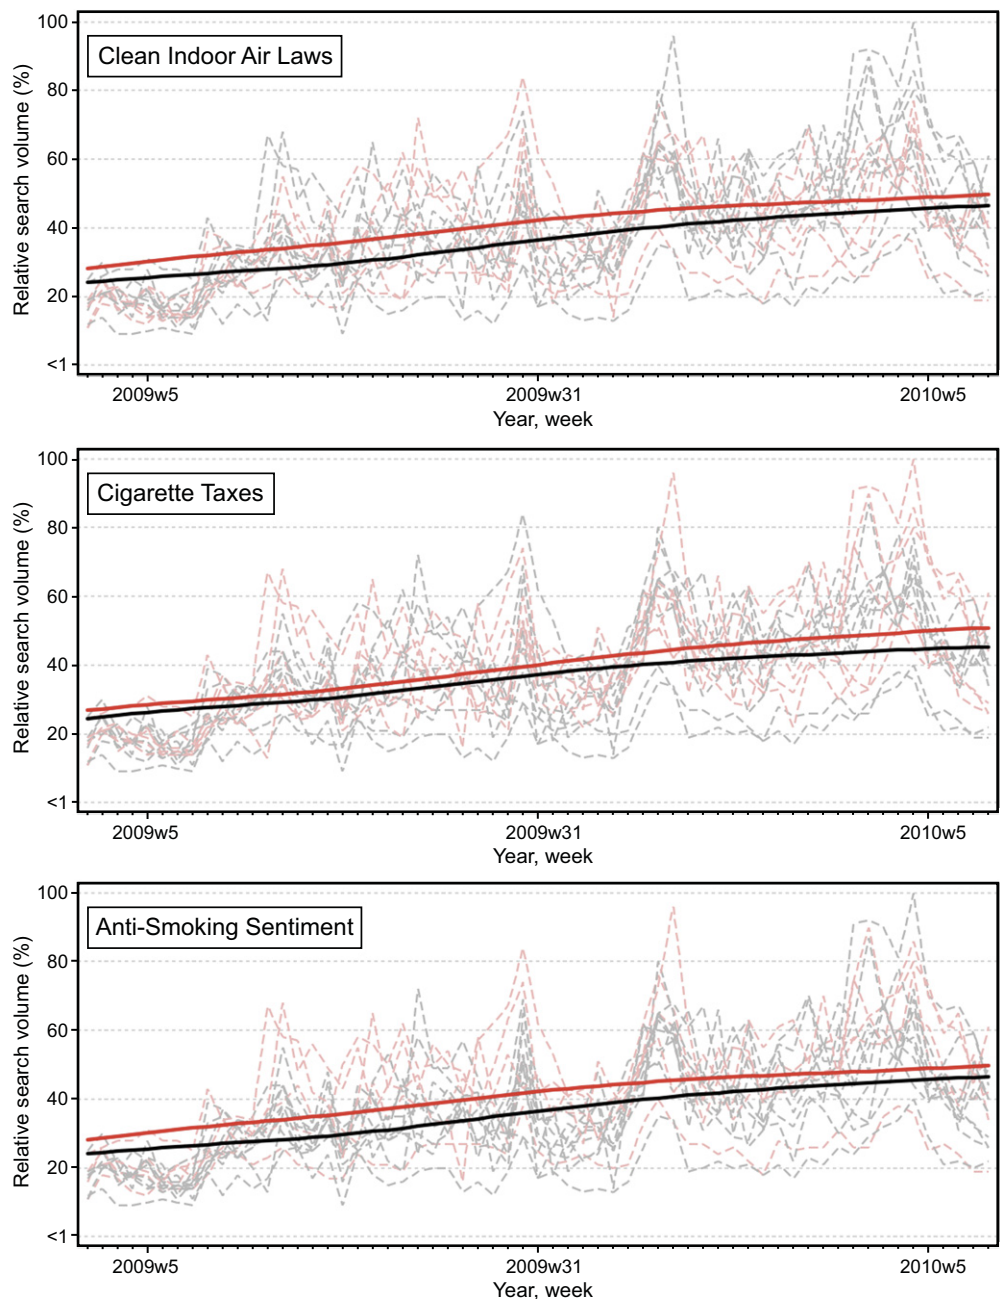 Clean Indoor Air Laws
Relative search volume (%)
100
80
60
40
20
<1
2009w5
2009w31
2010w5
Year, week
Cigarette Taxes
Relative search volume (%)
100
80
60
40
20
<1
2009w5
2009w31
2010w5
Year, week
Anti-Smoking Sentiment
Relative search volume (%)
100
80
60
40
20
<1
2009w5
2009w31
2010w5
Year, week